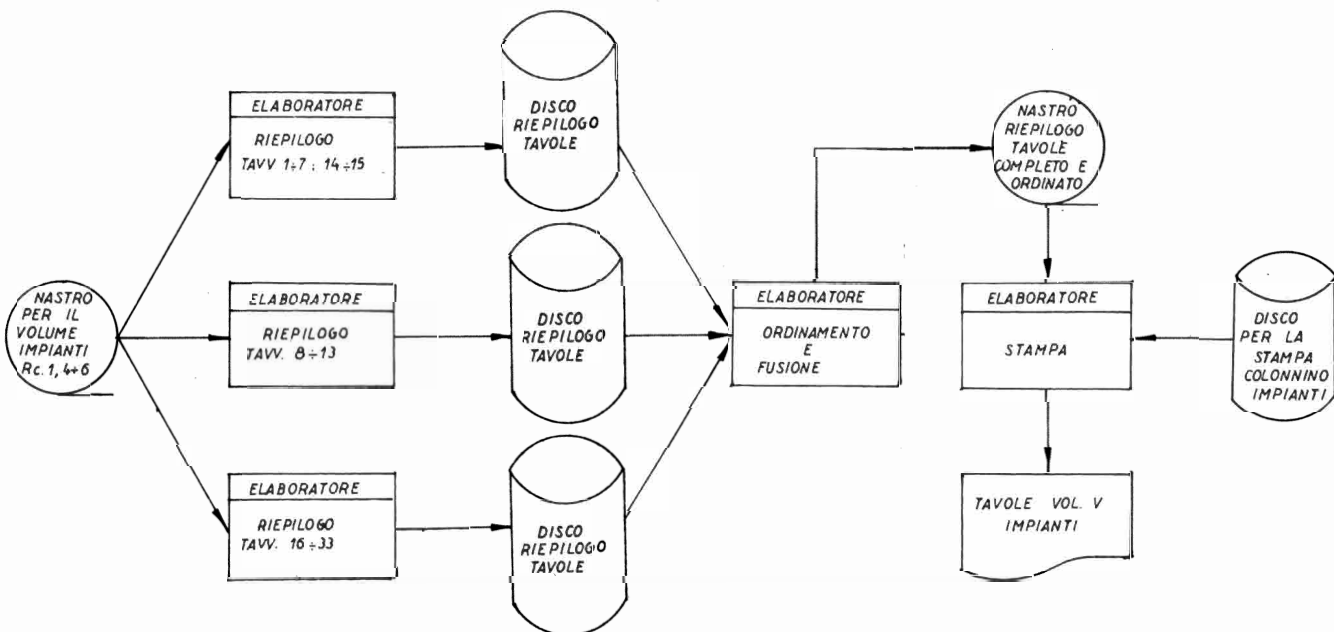 NASTRO
PER IL
VOLUME
IMPIANTI
Rc. 1, 4÷6
ELABORATORE
RIEPILOGO
TAVV 1÷7 ; 14÷15
DISCO
RIEPILOGO
TAVOLE
ELABORATORE
RIEPILOGO
TAVV. 8÷13
DISCO
RIEPILOGO
TAVOLE
ELABORATORE
RIEPILOGO
TAVV. 16÷33
DISCO
RIEPILOGO
TAVOLE
ELABORATORE
ORDINAMENTO
E
FUSIONE
NASTRO
RIEPILOGO
TAVOLE
COMPLETO E
ORDINATO
ELABORATORE
STAMPA
DISCO
PER LA
STAMPA
COLONNINO
IMPIANTI
TAVOLE VOL. V
IMPIANTI